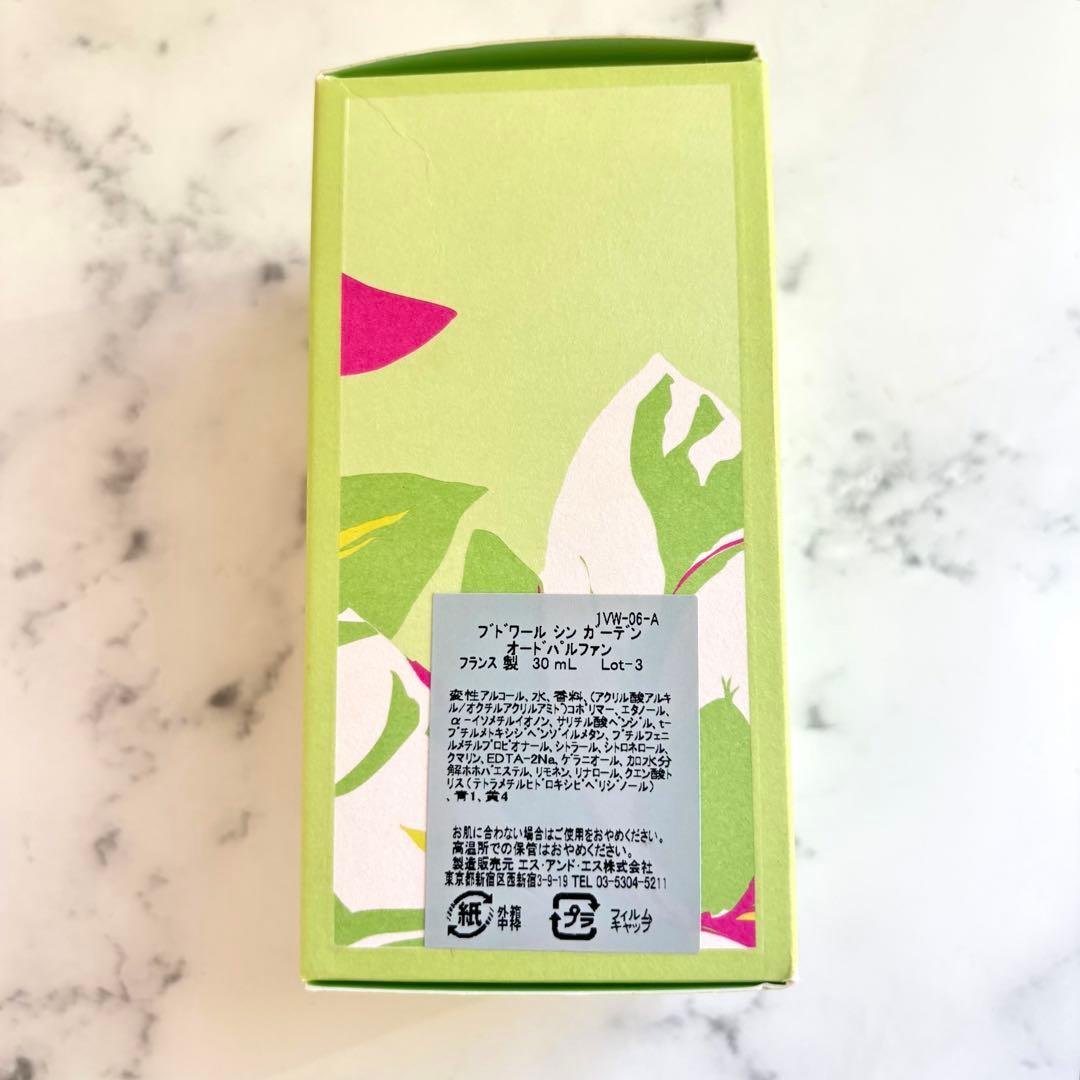 1VW-06-A
ブドワール シン ガーデン
オードパルファン
フランス 製 30 mL Lot-3
変性アルコール、水、香料、(アクリル酸アルキ
ル/オクチルアクリルアミド)コポリマー、エタノール、
α-イソメチルイオノン、サリチル酸ベンジル、t-
ブチルメトキシジベンゾイルメタン、ブチルフェニ
ルメチルプロピオナール、シトラール、シトロネロール、
クマリン、EDTA-2Na、ゲラニオール、加水分
解ホホバエステル、リモネン、リナロール、クエン酸ト
リス(テトラメチルヒドロキシピペリジノール)
、青1、黄4
お肌に合わない場合はご使用をおやめください。
高温所での保管はおやめください。
製造販売元 エス・アンド・エス株式会社
東京都新宿区西新宿3-9-19 TEL 03-5304-5211
紙 外箱 中枠 プラ フィルム キャップ